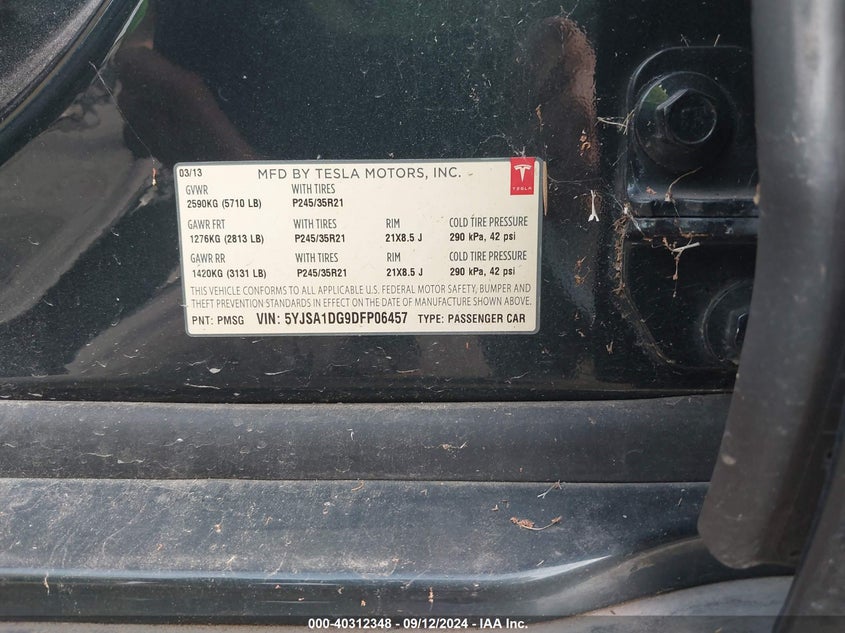 03/13 MFD BY TESLA MOTORS, INC.
TESLA
GVWR WITH TIRES
2590KG (5710 LB) P245/35R21
GAWR FRT WITH TIRES RIM COLD TIRE PRESSURE
1276KG (2813 LB) P245/35R21 21X8.5 J 290 kPa, 42 psi
GAWR RR WITH TIRES RIM COLD TIRE PRESSURE
1420KG (3131 LB) P245/35R21 21X8.5 J 290 kPa, 42 psi
THIS VEHICLE CONFORMS TO ALL APPLICABLE U.S. FEDERAL MOTOR SAFETY, BUMPER AND
THEFT PREVENTION STANDARDS IN EFFECT ON THE DATE OF MANUFACTURE SHOWN ABOVE.
PNT: PMSG VIN: 5YJSA1DG9DFP06457 TYPE: PASSENGER CAR
000-40312348 - 09/12/2024 - IAA Inc.